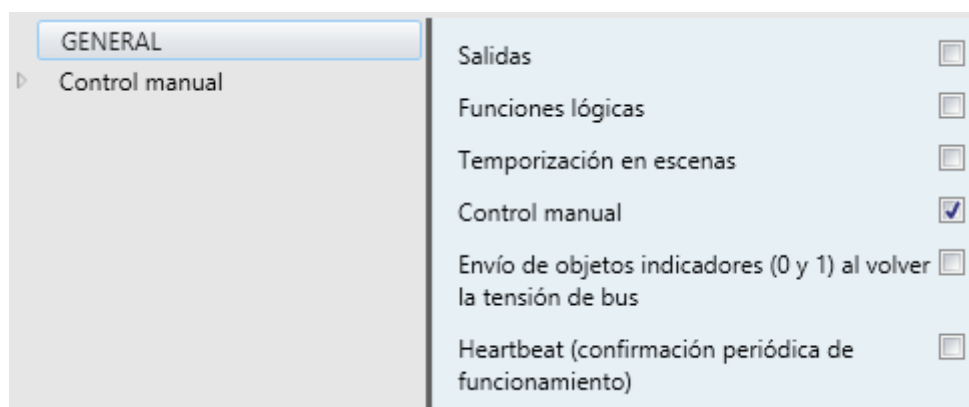 GENERAL
Control manual
Salidas
Funciones lógicas
Temporización en escenas
Control manual
Envío de objetos indicadores (0 y 1) al volver
la tensión de bus
Heartbeat (confirmación periódica de
funcionamiento)